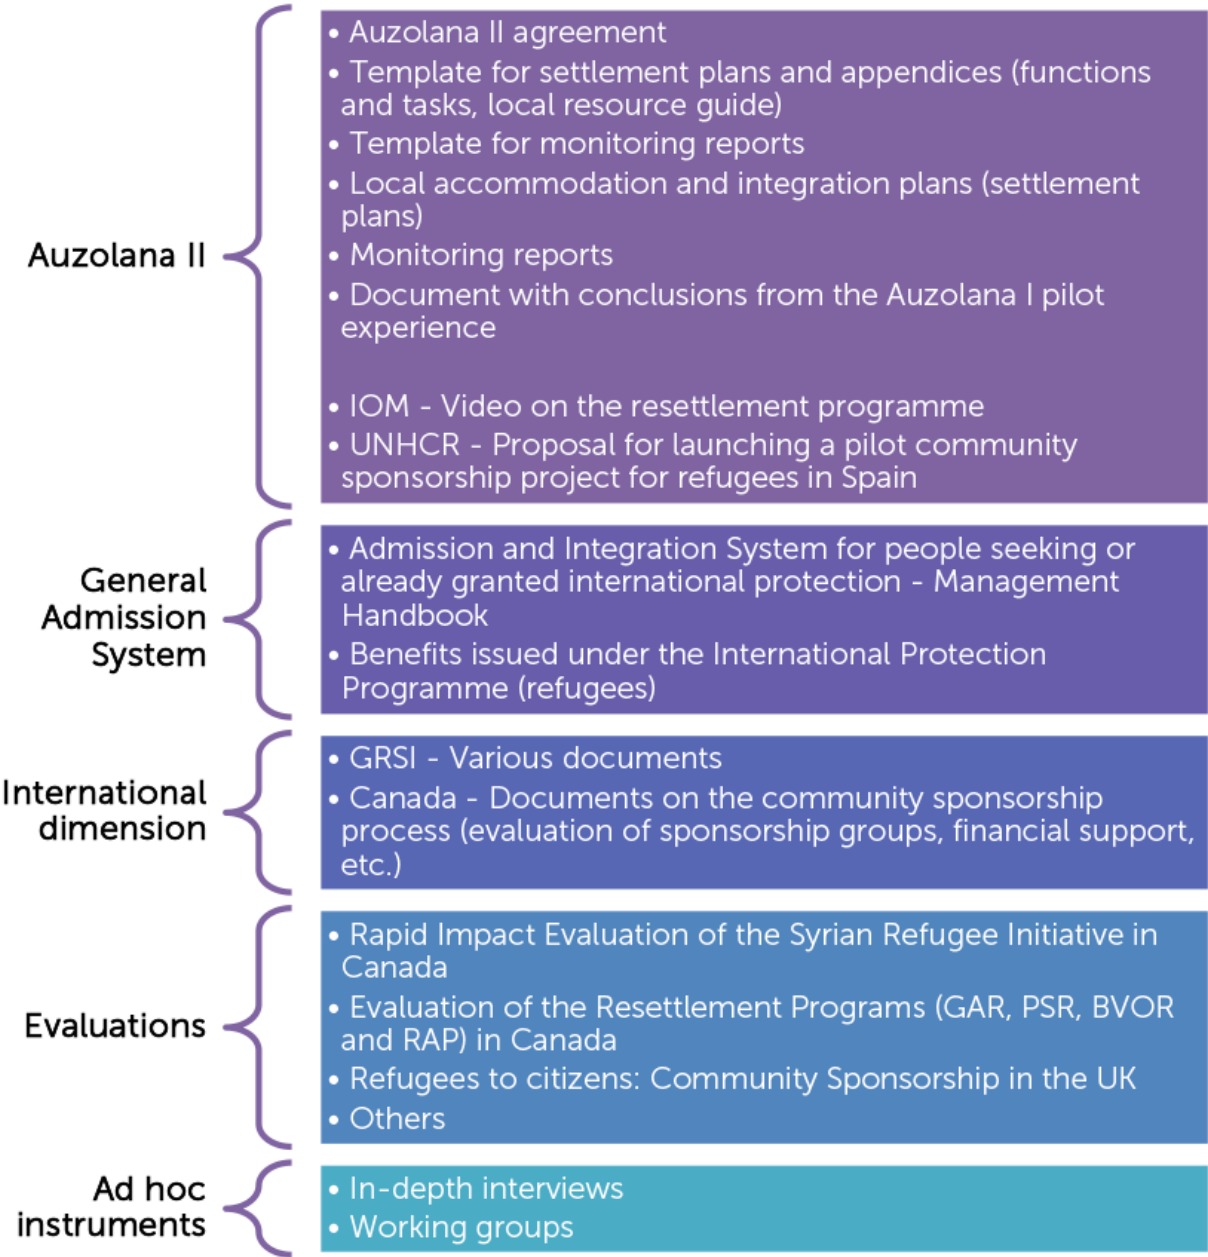 Auzolana II
• Auzolana II agreement
• Template for settlement plans and appendices (functions
and tasks, local resource guide)
• Template for monitoring reports
• Local accommodation and integration plans (settlement
plans)
• Monitoring reports
• Document with conclusions from the Auzolana I pilot
experience
• IOM - Video on the resettlement programme
• UNHCR - Proposal for launching a pilot community
sponsorship project for refugees in Spain
General
Admission
System
• Admission and Integration System for people seeking or
already granted international protection - Management
Handbook
• Benefits issued under the International Protection
Programme (refugees)
International
dimension
• GRSI - Various documents
• Canada - Documents on the community sponsorship
process (evaluation of sponsorship groups, financial support,
etc.)
Evaluations
• Rapid Impact Evaluation of the Syrian Refugee Initiative in
Canada
• Evaluation of the Resettlement Programs (GAR, PSR, BVOR
and RAP) in Canada
• Refugees to citizens: Community Sponsorship in the UK
• Others
Ad hoc
instruments
• In-depth interviews
• Working groups